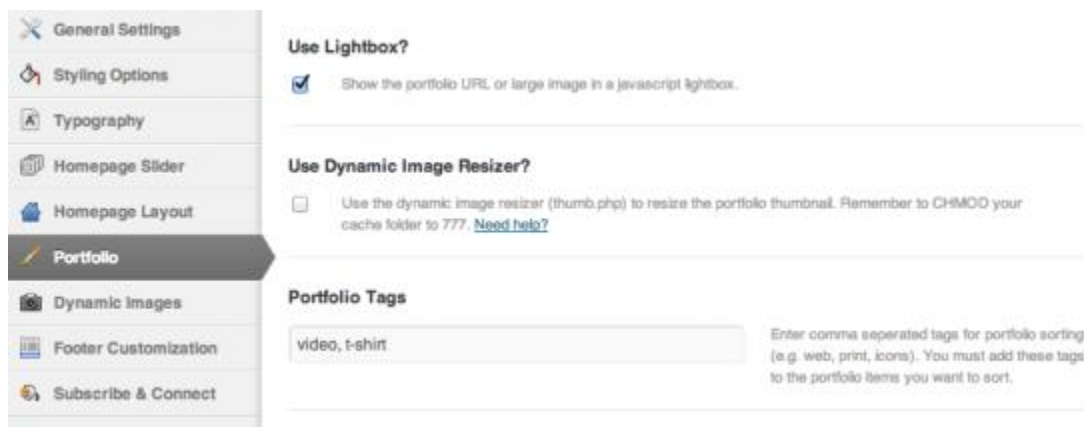 General Settings
Styling Options
Typography
Homepage Slider
Homepage Layout
Portfolio
Dynamic Images
Footer Customization
Subscribe & Connect
Use Lightbox?
Show the portfolio URL or large image in a javascript lightbox.
Use Dynamic Image Resizer?
Use the dynamic image resizer (thumb.php) to resize the portfolio thumbnail. Remember to CHMOD your
cache folder to 777. Need help?
Portfolio Tags
video, t-shirt
Enter comma seperated tags for portfolio sorting
(e.g. web, print, icons). You must add these tags
to the portfolio items you want to sort.